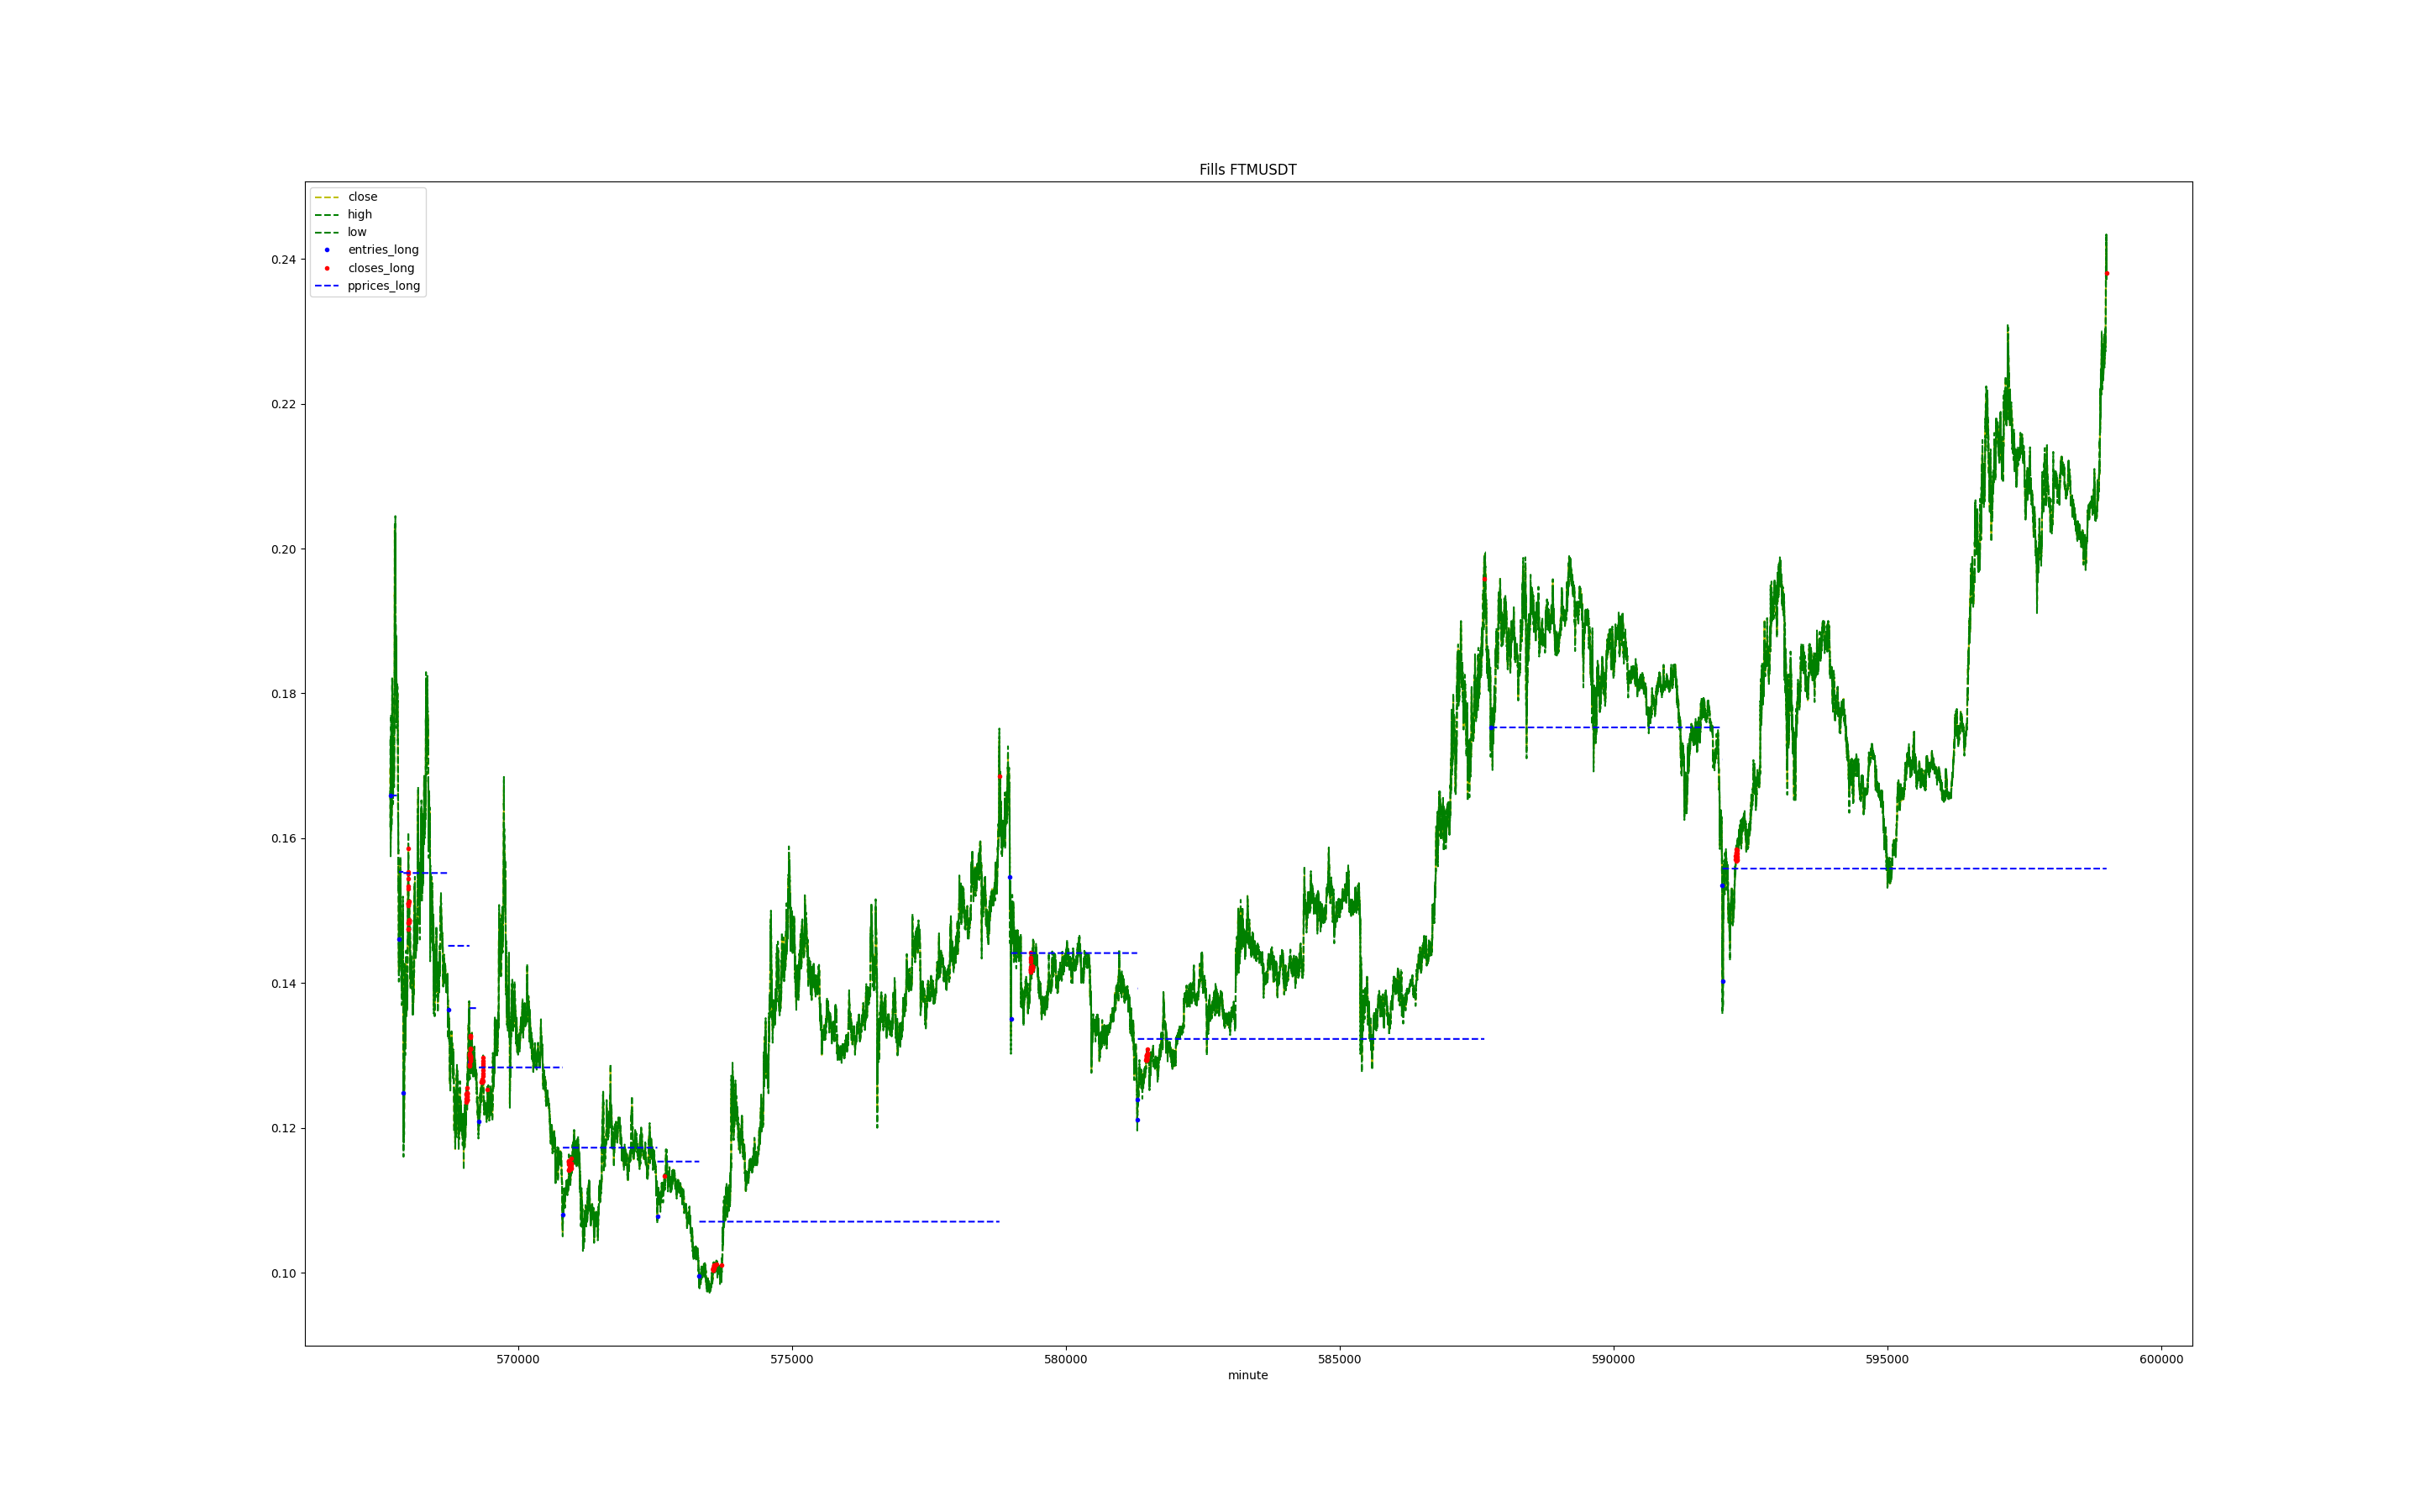 Fills FTMUSDT
close
high
low
entries_long
closes_long
pprices_long
0.24
0.22
0.20
0.18
0.16
0.14
0.12
0.10
570000 575000 580000 585000 590000 595000 600000
minute